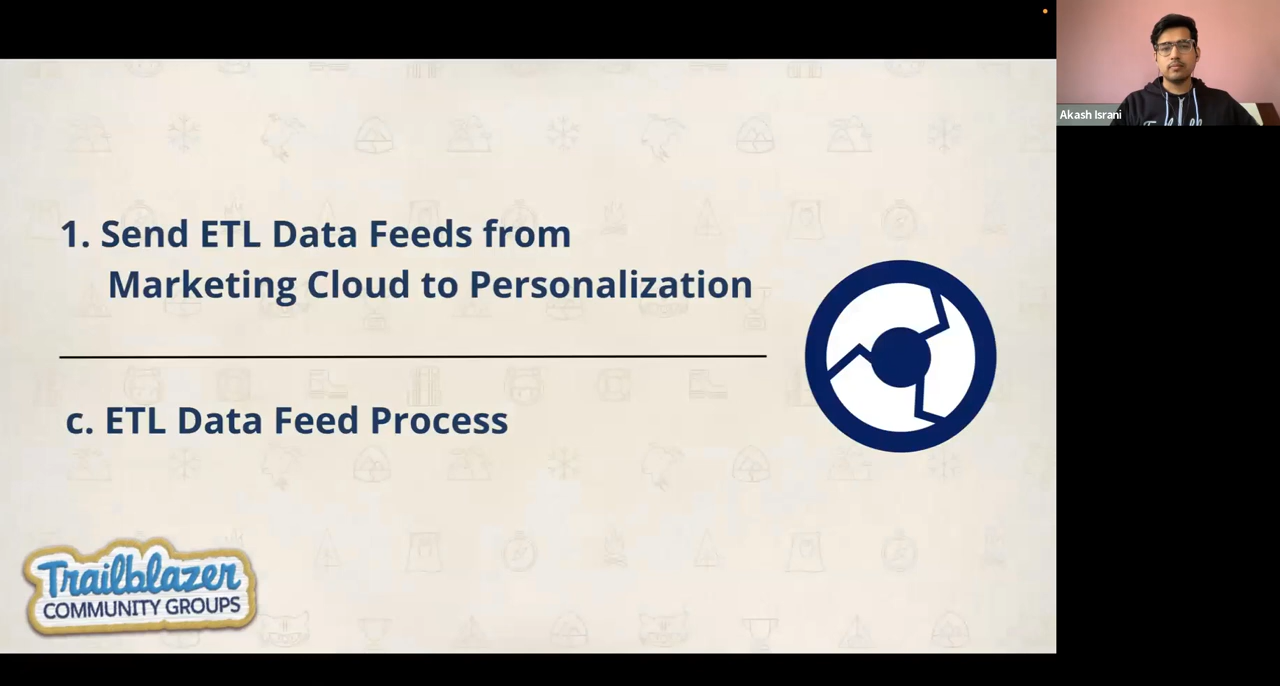 1. Send ETL Data Feeds from
Marketing Cloud to Personalization
c. ETL Data Feed Process
Trailblazer
COMMUNITY GROUPS
Akash Israni